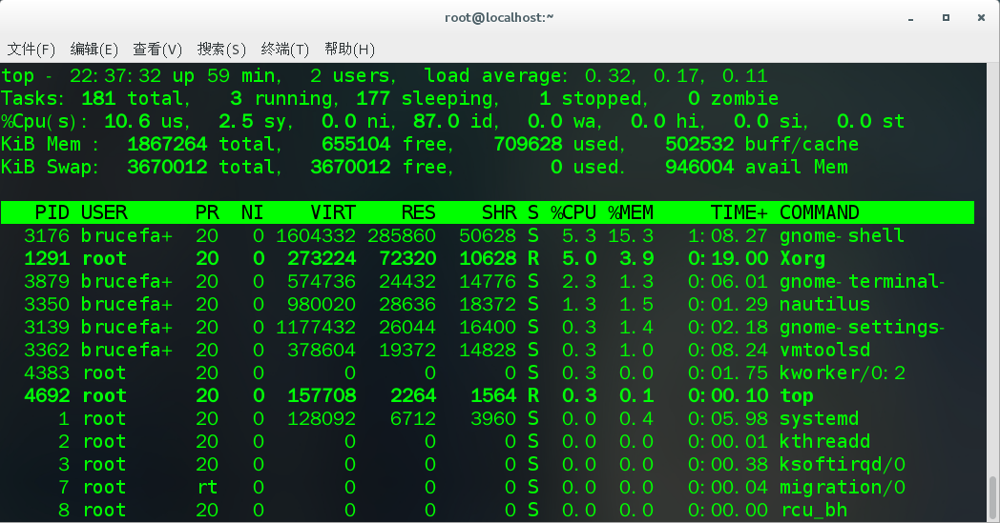 root@localhost:~
文件(F) 编辑(E) 查看(V) 搜索(S) 终端(T) 帮助(H)
top - 22:37:32 up 59 min,  2 users,  load average: 0.32, 0.17, 0.11
Tasks: 181 total,   3 running, 177 sleeping,   1 stopped,   0 zombie
%Cpu(s): 10.6 us,  2.5 sy,  0.0 ni, 87.0 id,  0.0 wa,  0.0 hi,  0.0 si,  0.0 st
KiB Mem :  1867264 total,   655104 free,   709628 used,   502532 buff/cache
KiB Swap:  3670012 total,  3670012 free,        0 used.   946004 avail Mem
PID USER      PR  NI    VIRT    RES    SHR S %CPU %MEM     TIME+ COMMAND
3176 brucefa+  20   0 1604332 285860  50628 S  5.3 15.3   1:08.27 gnome-shell
1291 root      20   0  273224  72320  10628 R  5.0  3.9   0:19.00 Xorg
3879 brucefa+  20   0  574736  24432  14776 S  2.3  1.3   0:06.01 gnome-terminal-
3350 brucefa+  20   0  980020  28636  18372 S  1.3  1.5   0:01.29 nautilus
3139 brucefa+  20   0 1177432  26044  16400 S  0.3  1.4   0:02.18 gnome-settings-
3362 brucefa+  20   0  378604  19372  14828 S  0.3  1.0   0:08.24 vmtoolsd
4383 root      20   0       0      0      0 S  0.3  0.0   0:01.75 kworker/0:2
4692 root      20   0  157708   2264   1564 R  0.3  0.1   0:00.10 top
1 root      20   0  128092   6712   3960 S  0.0  0.4   0:05.98 systemd
2 root      20   0       0      0      0 S  0.0  0.0   0:00.01 kthreadd
3 root      20   0       0      0      0 S  0.0  0.0   0:00.38 ksoftirqd/0
7 root      rt   0       0      0      0 S  0.0  0.0   0:00.04 migration/0
8 root      20   0       0      0      0 S  0.0  0.0   0:00.00 rcu_bh